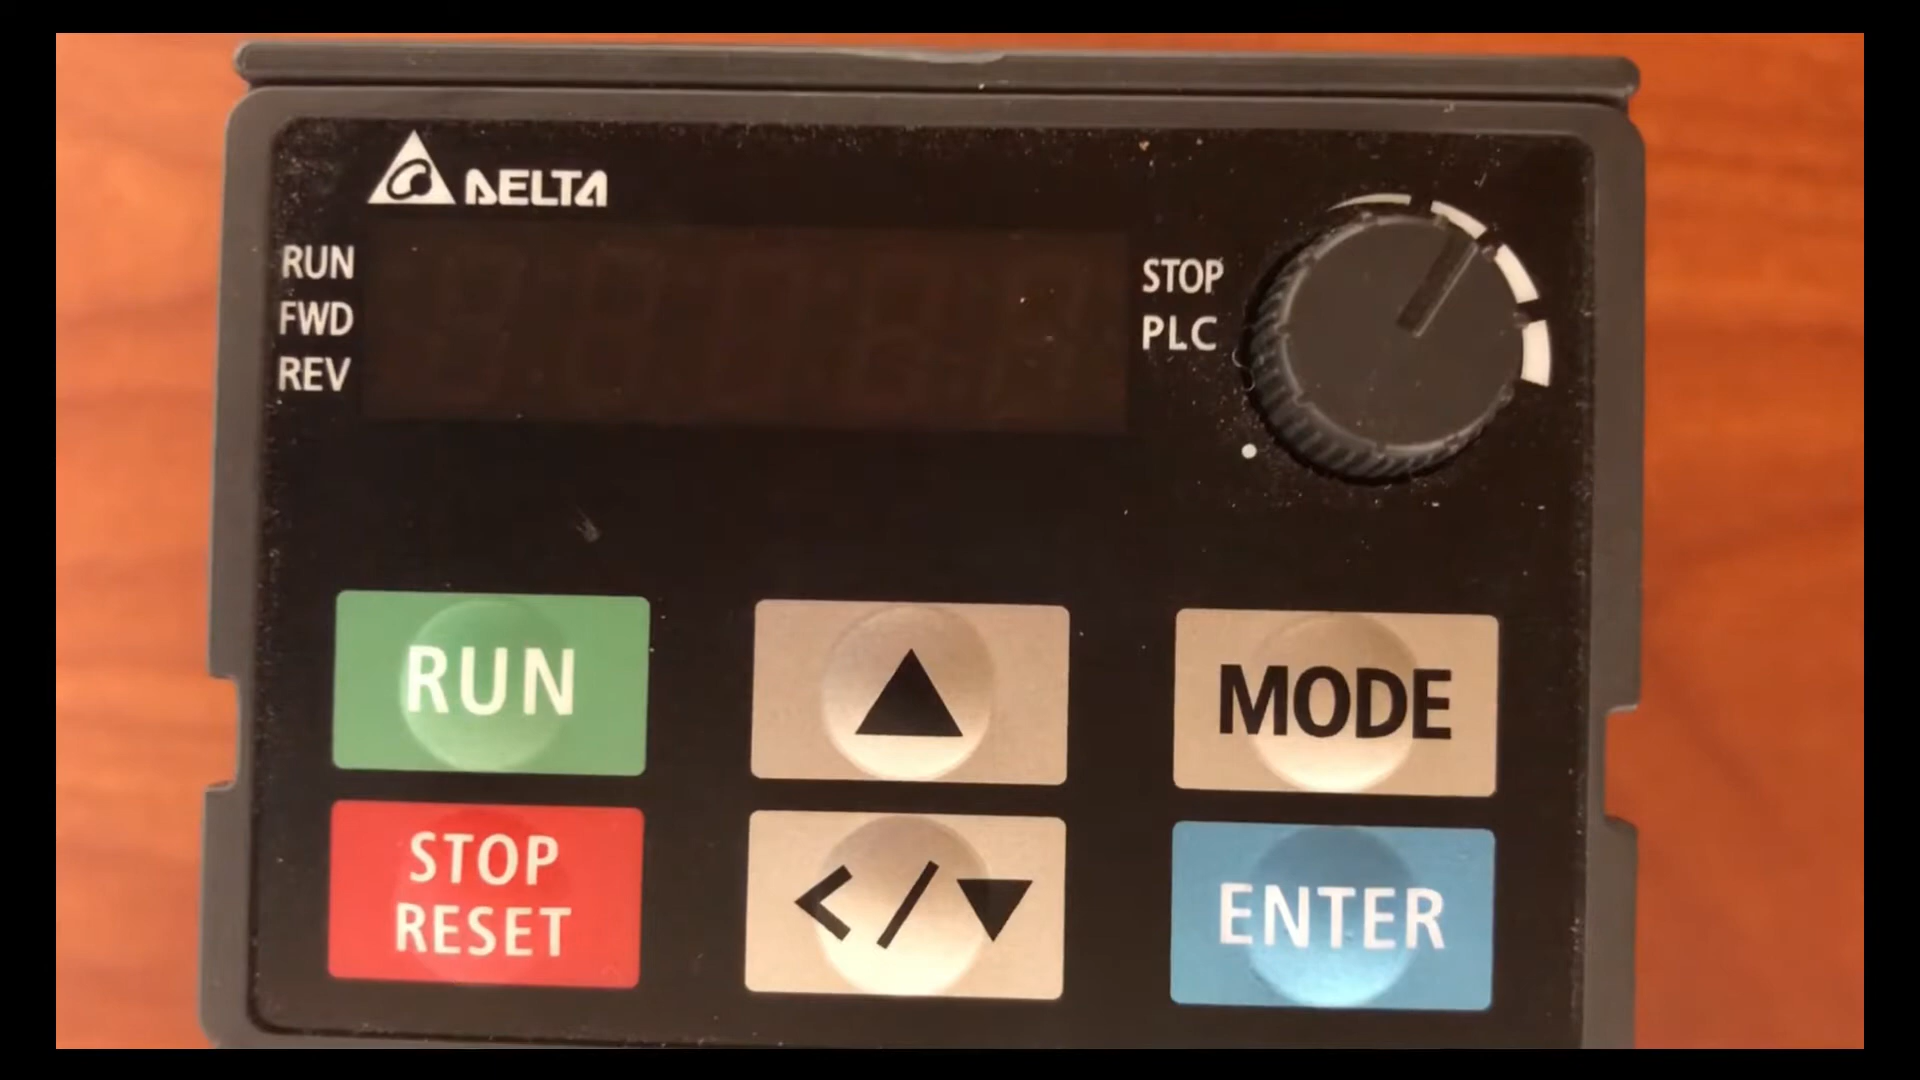 DELTA
RUN
FWD
REV
STOP
PLC
RUN
MODE
STOP
RESET
ENTER